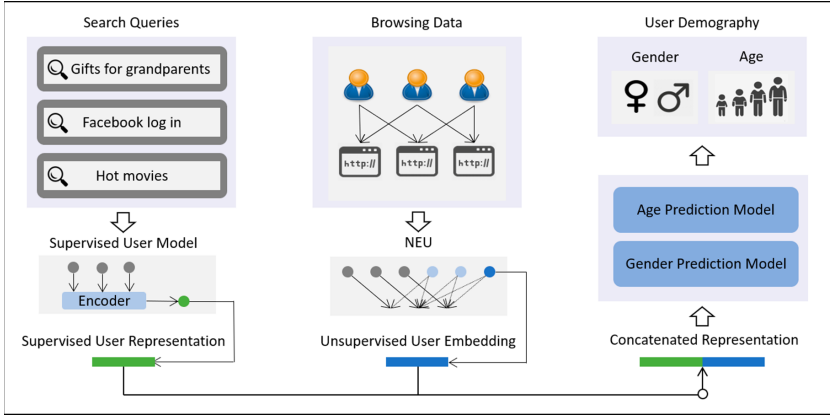 Search Queries
Gifts for grandparents
Facebook log in
Hot movies
Supervised User Model
Encoder
Supervised User Representation
Browsing Data
http://
http://
http://
NEU
Unsupervised User Embedding
User Demography
Gender
Age
Age Prediction Model
Gender Prediction Model
Concatenated Representation